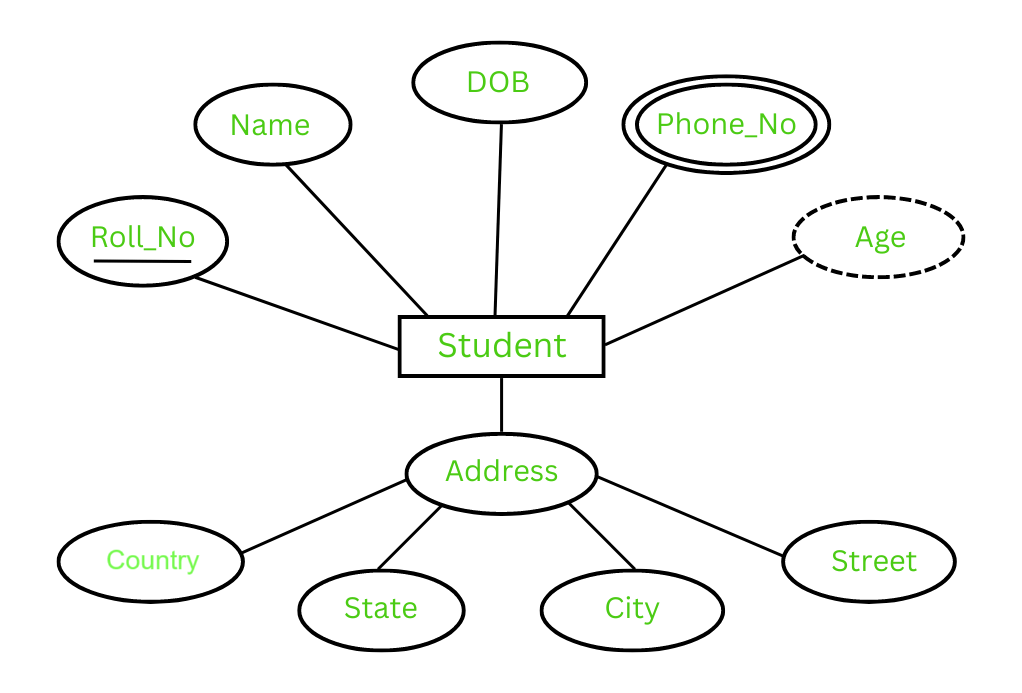 DOB
Name
Phone_No
Roll_No
Age
Student
Address
Country
State
City
Street